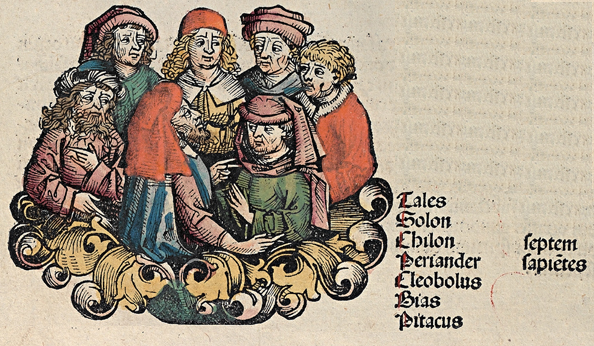 Tales
Solon
Chilon
Periander
Cleobolus
Bias
Pitacus
septem
sapiētes